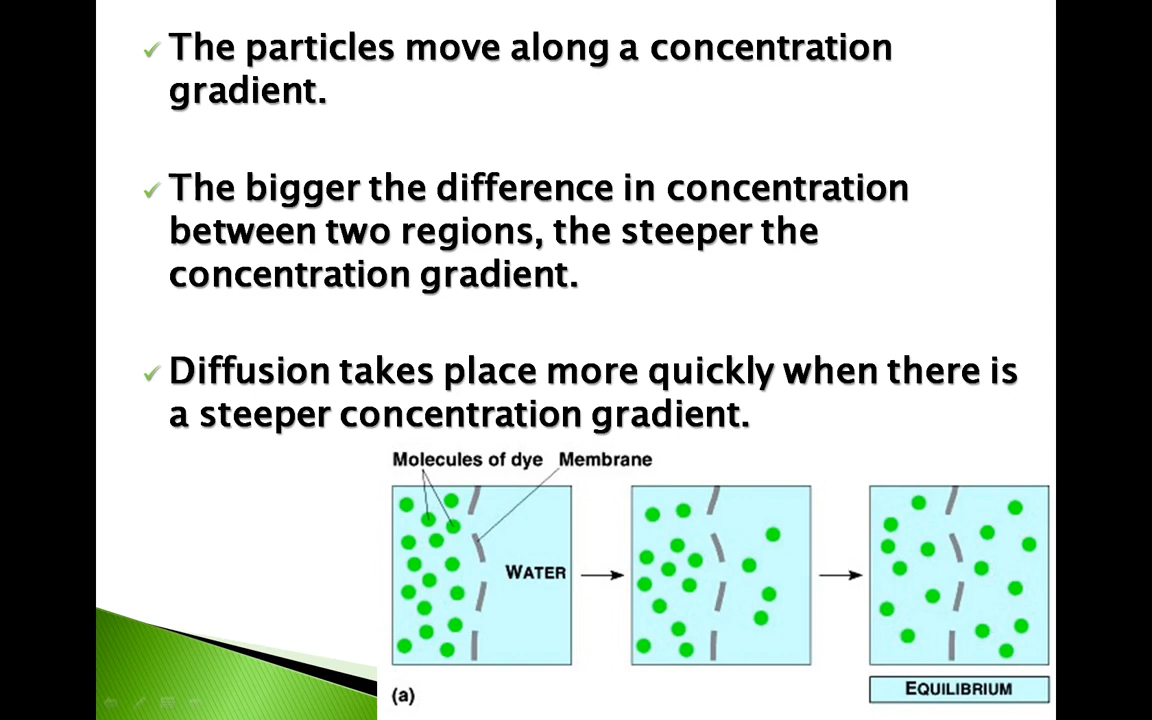 The particles move along a concentration
gradient.
The bigger the difference in concentration
between two regions, the steeper the
concentration gradient.
Diffusion takes place more quickly when there is
a steeper concentration gradient.
Molecules of dye Membrane
WATER
(a)
EQUILIBRIUM